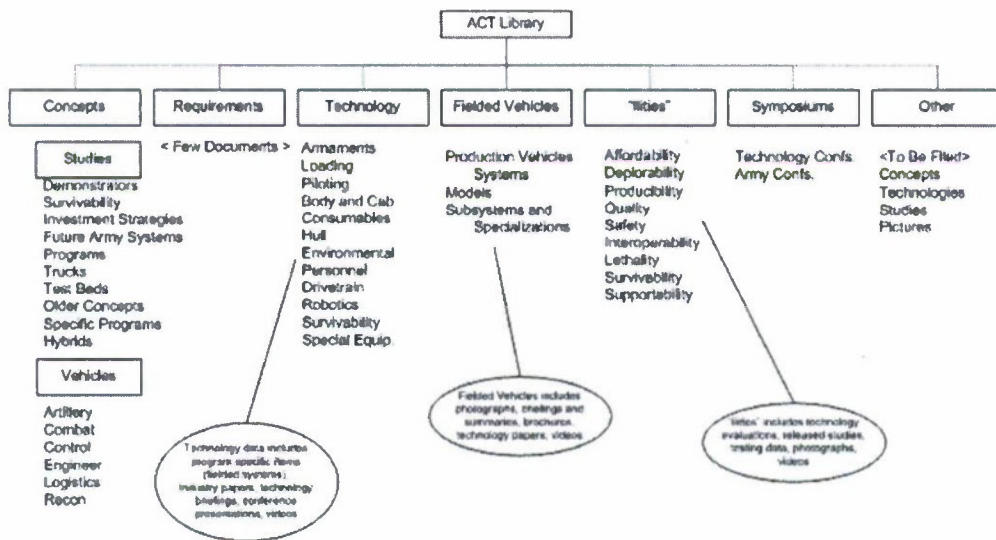 ACT Library
Concepts
Requirements
Technology
Fielded Vehicles
"Ilities"
Symposiums
Other
Studies
Demonstrators
Survivability
Investment Strategies
Future Army Systems
Programs
Trucks
Test Beds
Older Concepts
Specific Programs
Hybrids
Vehicles
Artillery
Combat
Control
Engineer
Logistics
Recon
< Few Documents >
Armaments
Loading
Piloting
Body and Cab
Consumables
Hull
Environmental
Personnel
Drivetrain
Robotics
Survivability
Special Equip.
Technology data includes
program specific items
(fielded systems),
industry papers, technology
briefings, conference
presentations, videos
Production Vehicles
Systems
Models
Subsystems and
Specializations
Fielded Vehicles includes
photographs, briefings and
summaries, brochures,
technology papers, videos
Affordability
Deplorability
Producibility
Quality
Safety
Interoperability
Lethality
Survivability
Supportability
"Ilities" includes technology
evaluations, released studies,
testing data, photographs,
videos
Technology Confs.
Army Confs.
<To Be Filed>
Concepts
Technologies
Studies
Pictures